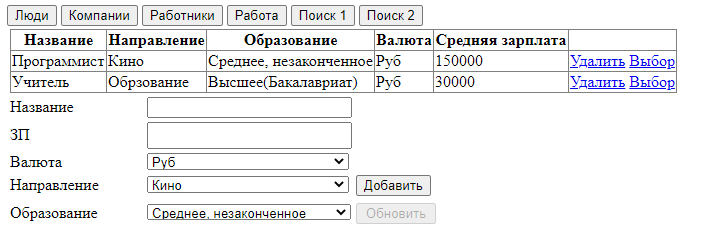 Люди Компании Работники Работа Поиск 1 Поиск 2
Название Направление Образование Валюта Средняя зарплата
Программист Кино Среднее, незаконченное Руб 150000 Удалить Выбор
Учитель Обрзование Высшее(Бакалавриат) Руб 30000 Удалить Выбор
Название
ЗП
Валюта Руб
Направление Кино Добавить
Образование Среднее, незаконченное Обновить